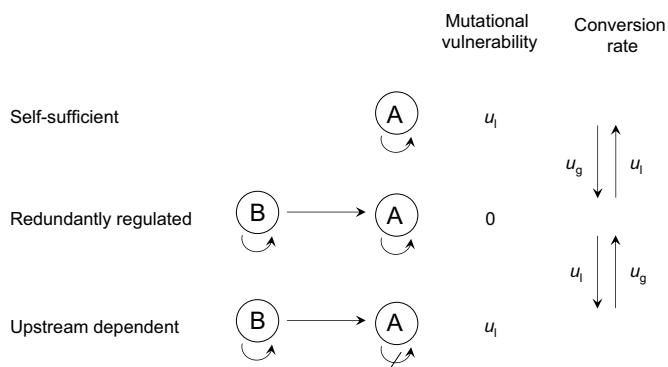 Mutational vulnerability
Conversion rate
Self-sufficient
A
u_l
u_g
u_l
Redundantly regulated
B
A
0
u_l
u_g
Upstream dependent
B
A
u_l